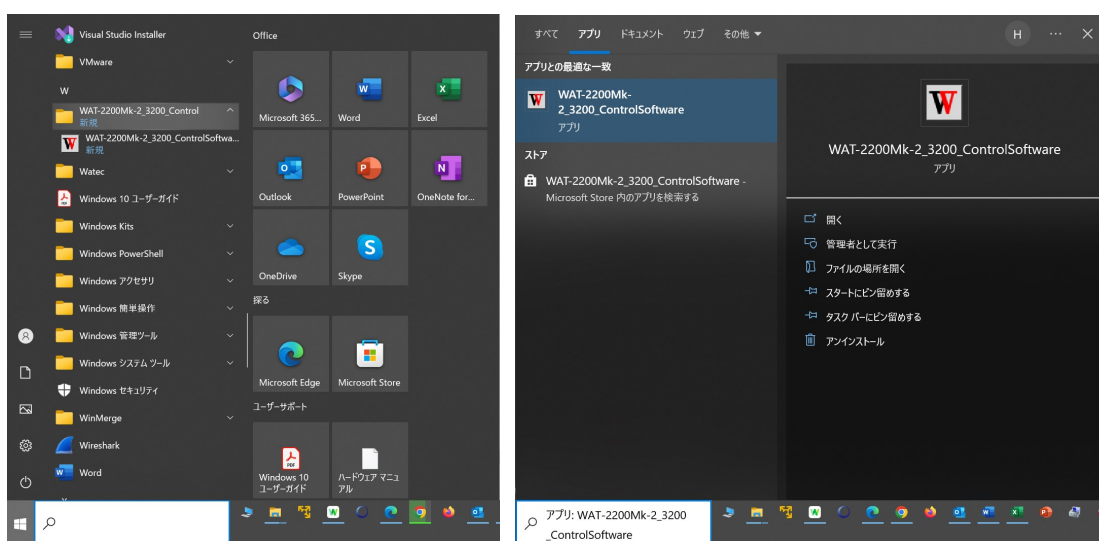 Visual Studio Installer
VMware
W
WAT-2200Mk-2_3200_Control
新規
WAT-2200Mk-2_3200_ControlSoftwa...
新規
Watec
Windows 10 ユーザーガイド
Windows Kits
Windows PowerShell
Windows アクセサリ
Windows 簡単操作
Windows 管理ツール
Windows システム ツール
Windows セキュリティ
WinMerge
Wireshark
Word
Office
Microsoft 365...
Word
Excel
Outlook
PowerPoint
OneNote for...
OneDrive
Skype
探る
Microsoft Edge
Microsoft Store
ユーザーサポート
Windows 10
ユーザーガイド
ハードウェア マニュ
アル
すべて アプリ ドキュメント ウェブ その他
H
アプリとの最適な一致
WAT-2200Mk-
2_3200_ControlSoftware
アプリ
ストア
WAT-2200Mk-2_3200_ControlSoftware -
Microsoft Store 内のアプリを検索する
WAT-2200Mk-2_3200_ControlSoftware
アプリ
開く
管理者として実行
ファイルの場所を開く
スタートにピン留めする
タスク バーにピン留めする
アンインストール
アプリ: WAT-2200Mk-2_3200
_ControlSoftware